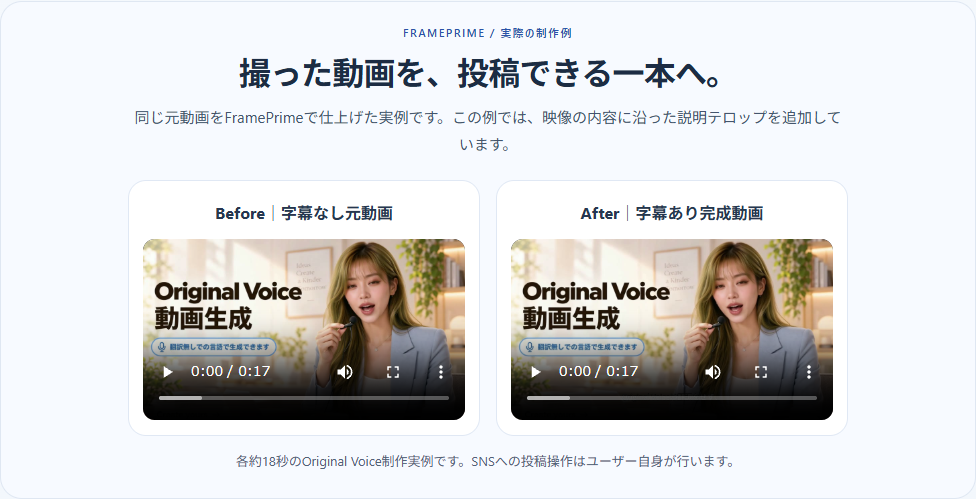 FRAMEPRIME / 実際の制作例
撮った動画を、投稿できる一本へ。
同じ元動画をFramePrimeで仕上げた実例です。この例では、映像の内容に沿った説明テロップを追加して
います。
Before｜字幕なし元動画
Original Voice
動画生成
翻訳無しでの言語で生成できます
0:00 / 0:17
After｜字幕あり完成動画
Original Voice
動画生成
翻訳無しでの言語で生成できます
0:00 / 0:17
各約18秒のOriginal Voice制作実例です。SNSへの投稿操作はユーザー自身が行います。